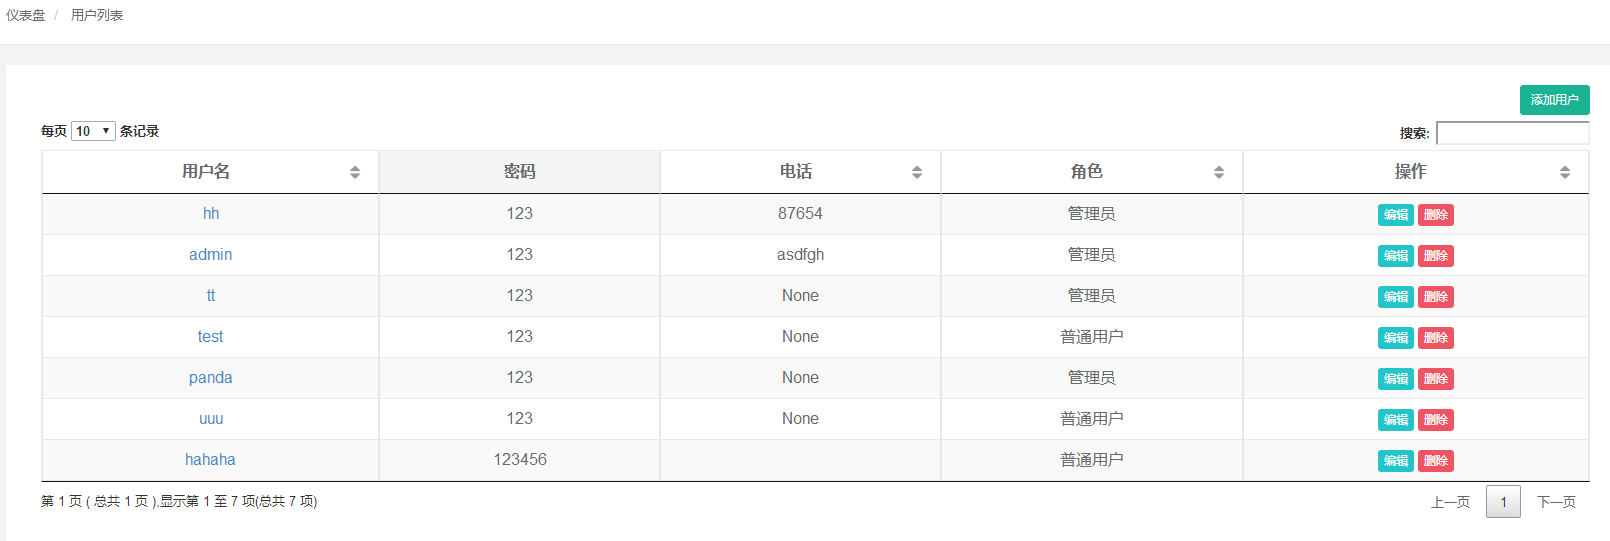 仪表盘 / 用户列表
添加用户
每页 10 条记录 搜索:
用户名 密码 电话 角色 操作
hh 123 87654 管理员 编辑 删除
admin 123 asdfgh 管理员 编辑 删除
tt 123 None 管理员 编辑 删除
test 123 None 普通用户 编辑 删除
panda 123 None 管理员 编辑 删除
uuu 123 None 普通用户 编辑 删除
hahaha 123456 普通用户 编辑 删除
第 1 页 ( 总共 1 页 ),显示第 1 至 7 项(总共 7 项) 上一页 1 下一页